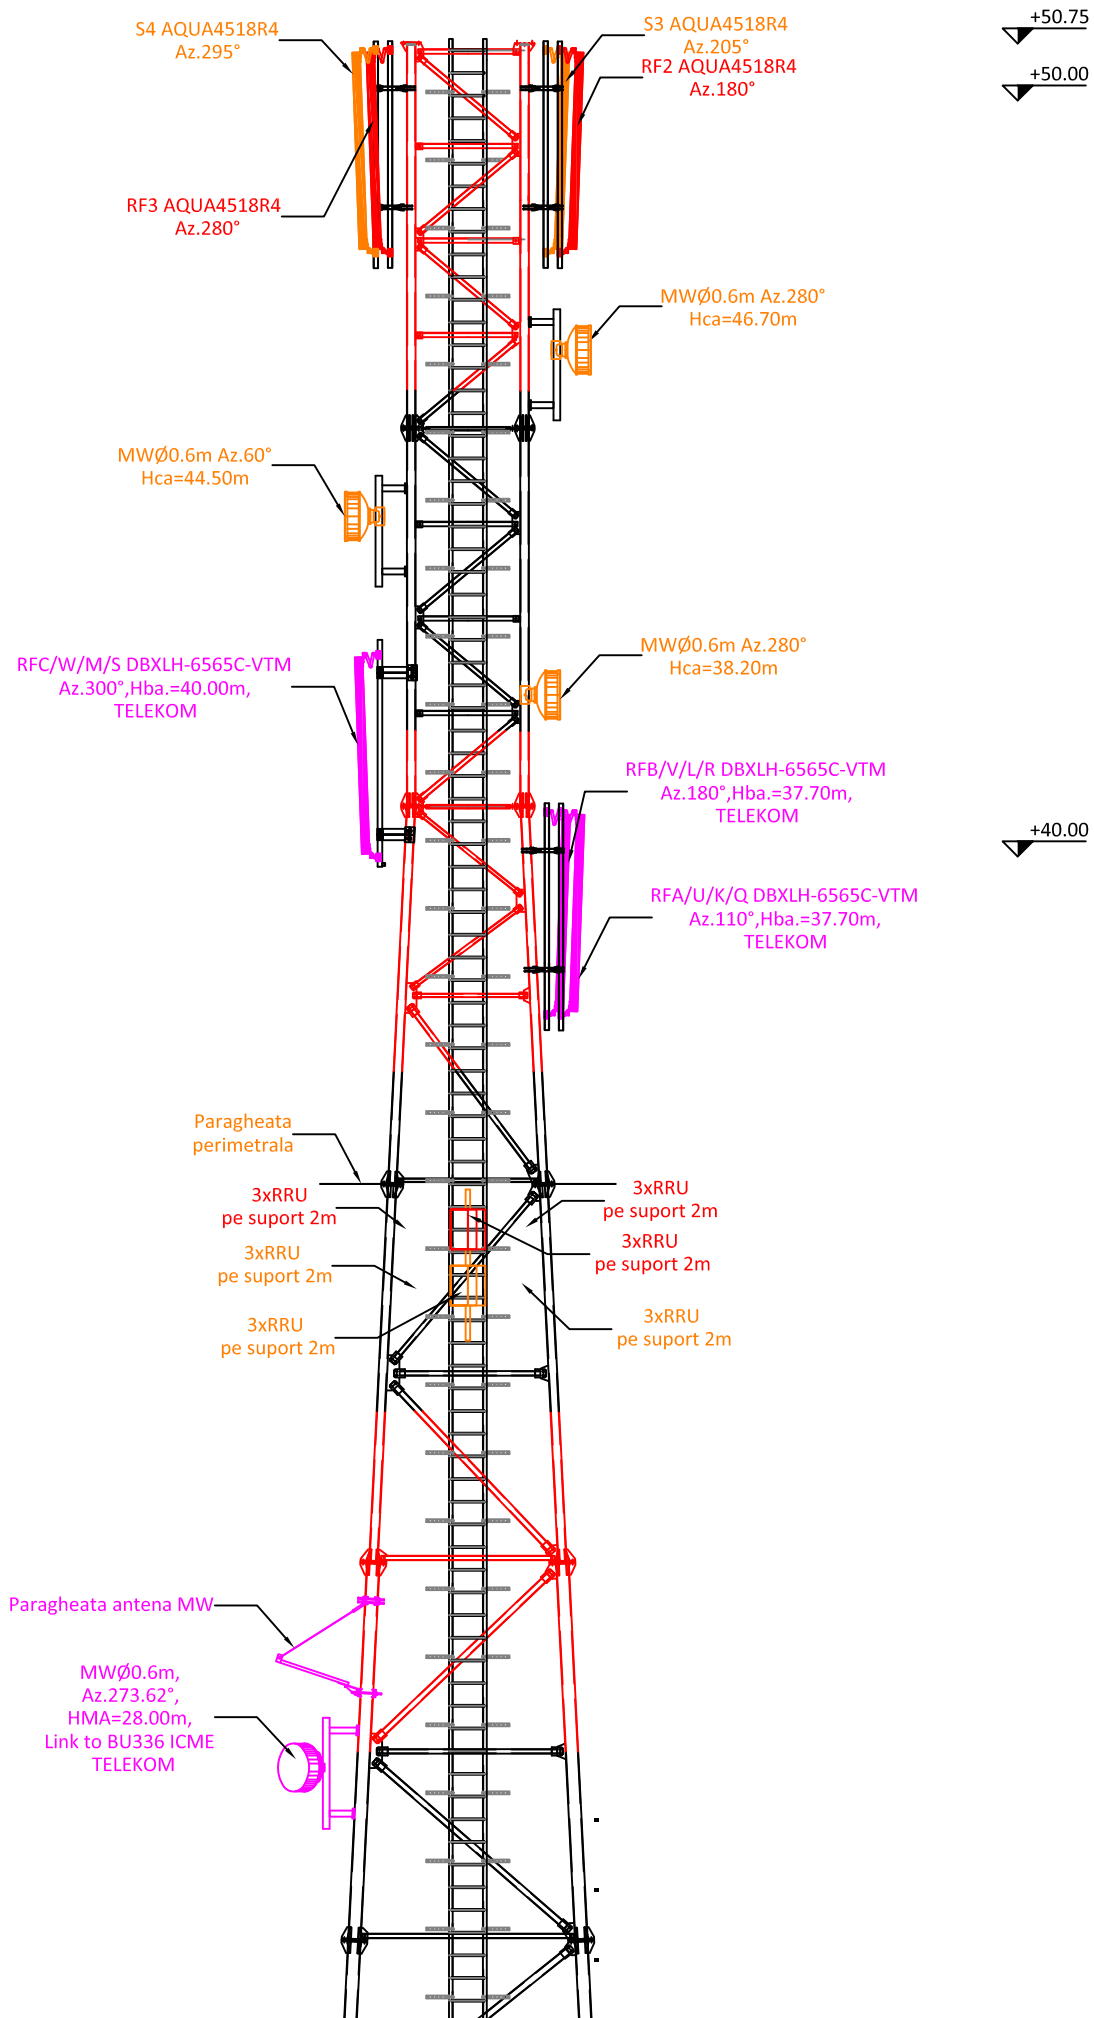 S4 AQUA4518R4
Az.295°
S3 AQUA4518R4
Az.205°
RF2 AQUA4518R4
Az.180°
+50.75
+50.00
RF3 AQUA4518R4
Az.280°
MWØ0.6m Az.280°
Hca=46.70m
MWØ0.6m Az.60°
Hca=44.50m
MWØ0.6m Az.280°
Hca=38.20m
RFC/W/M/S DBXLH-6565C-VTM
Az.300°,Hba.=40.00m,
TELEKOM
RFB/V/L/R DBXLH-6565C-VTM
Az.180°,Hba.=37.70m,
TELEKOM
+40.00
RFA/U/K/Q DBXLH-6565C-VTM
Az.110°,Hba.=37.70m,
TELEKOM
Paragheata
perimetrala
3xRRU
pe suport 2m
3xRRU
pe suport 2m
3xRRU
pe suport 2m
3xRRU
pe suport 2m
3xRRU
pe suport 2m
3xRRU
pe suport 2m
Paragheata antena MW
MWØ0.6m,
Az.273.62°,
HMA=28.00m,
Link to BU336 ICME
TELEKOM